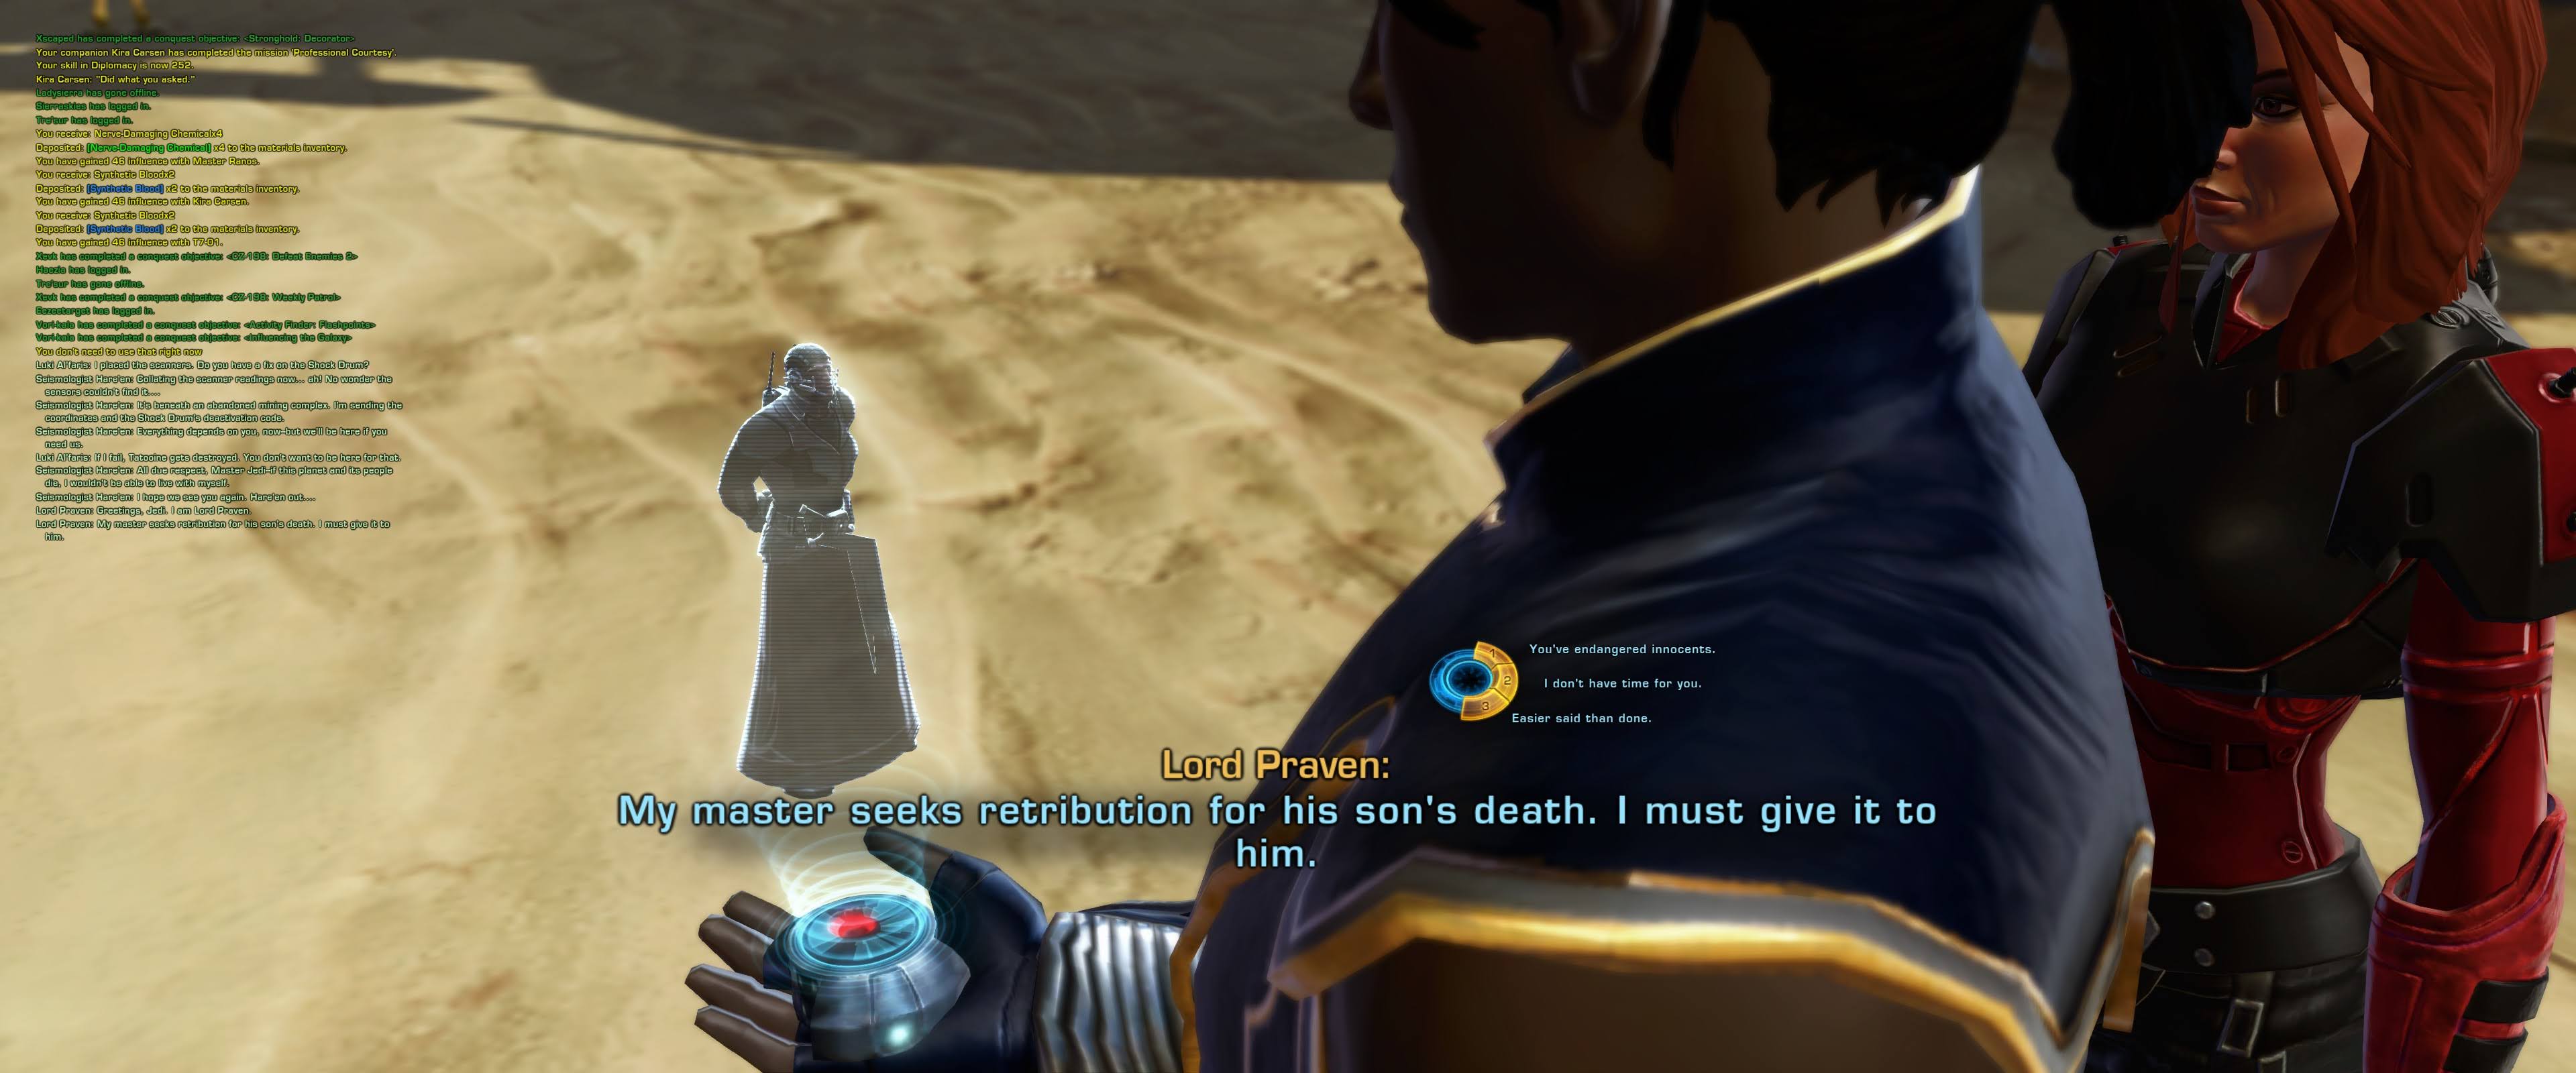 Xscaped has completed a conquest objective: <Stronghold: Decorator>
Your companion Kira Carsen has completed the mission 'Professional Courtesy'.
Your skill in Diplomacy is now 252.
Kira Carsen: "Did what you asked."
Ladysierra has gone offline.
Sierraskies has logged in.
Tre'sur has logged in.
You receive: Nerve-Damaging Chemicalx4
Deposited: [Nerve-Damaging Chemical] x4 to the materials inventory.
You have gained 46 influence with Master Ranos.
You receive: Synthetic Bloodx2
Deposited: [Synthetic Blood] x2 to the materials inventory.
You have gained 46 influence with Kira Carsen.
You receive: Synthetic Bloodx2
Deposited: [Synthetic Blood] x2 to the materials inventory.
You have gained 46 influence with T7-O1.
Xevk has completed a conquest objective: <CZ-198: Defeat Enemies 2>
Haezia has logged in.
Tre'sur has gone offline.
Xevk has completed a conquest objective: <CZ-198: Weekly Patrol>
Eezeetarget has logged in.
Vori-kala has completed a conquest objective: <Activity Finder: Flashpoints>
Vori-kala has completed a conquest objective: <Influencing the Galaxy>
You don't need to use that right now
Luki Al'faris: I placed the scanners. Do you have a fix on the Shock Drum?
Seismologist Hare'en: Collating the scanner readings now... ah! No wonder the
sensors couldn't find it....
Seismologist Hare'en: It's beneath an abandoned mining complex. I'm sending the
coordinates and the Shock Drum's deactivation code.
Seismologist Hare'en: Everything depends on you, now--but we'll be here if you
need us.
Luki Al'faris: If I fail, Tatooine gets destroyed. You don't want to be here for that.
Seismologist Hare'en: All due respect, Master Jedi--if this planet and its people
die, I wouldn't be able to live with myself.
Seismologist Hare'en: I hope we see you again. Hare'en out....
Lord Praven: Greetings, Jedi. I am Lord Praven.
Lord Praven: My master seeks retribution for his son's death. I must give it to
him.
1 You've endangered innocents.
2 I don't have time for you.
3 Easier said than done.
Lord Praven:
My master seeks retribution for his son's death. I must give it to
him.